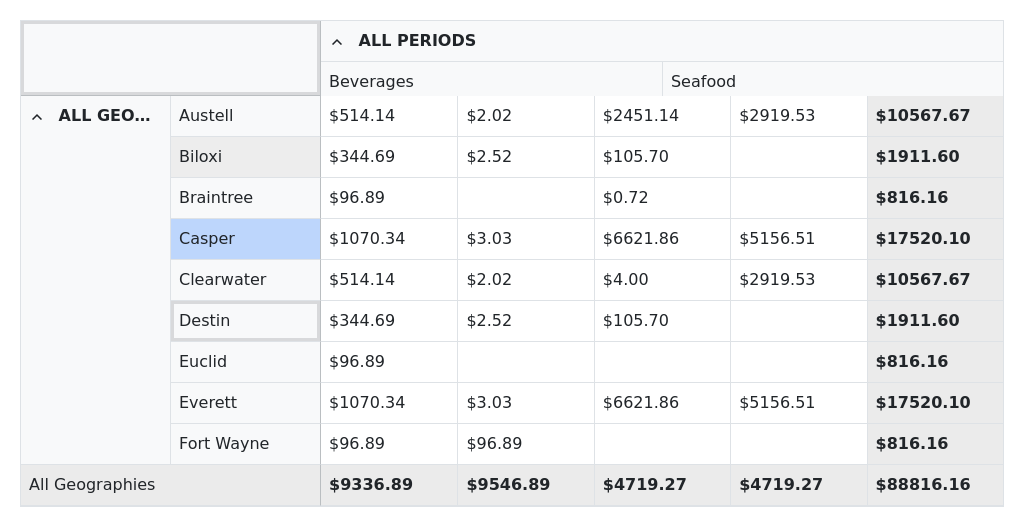 ALL PERIODS
Beverages Seafood
ALL GEO... Austell $514.14 $2.02 $2451.14 $2919.53 $10567.67
Biloxi $344.69 $2.52 $105.70 $1911.60
Braintree $96.89 $0.72 $816.16
Casper $1070.34 $3.03 $6621.86 $5156.51 $17520.10
Clearwater $514.14 $2.02 $4.00 $2919.53 $10567.67
Destin $344.69 $2.52 $105.70 $1911.60
Euclid $96.89 $816.16
Everett $1070.34 $3.03 $6621.86 $5156.51 $17520.10
Fort Wayne $96.89 $96.89 $816.16
All Geographies $9336.89 $9546.89 $4719.27 $4719.27 $88816.16